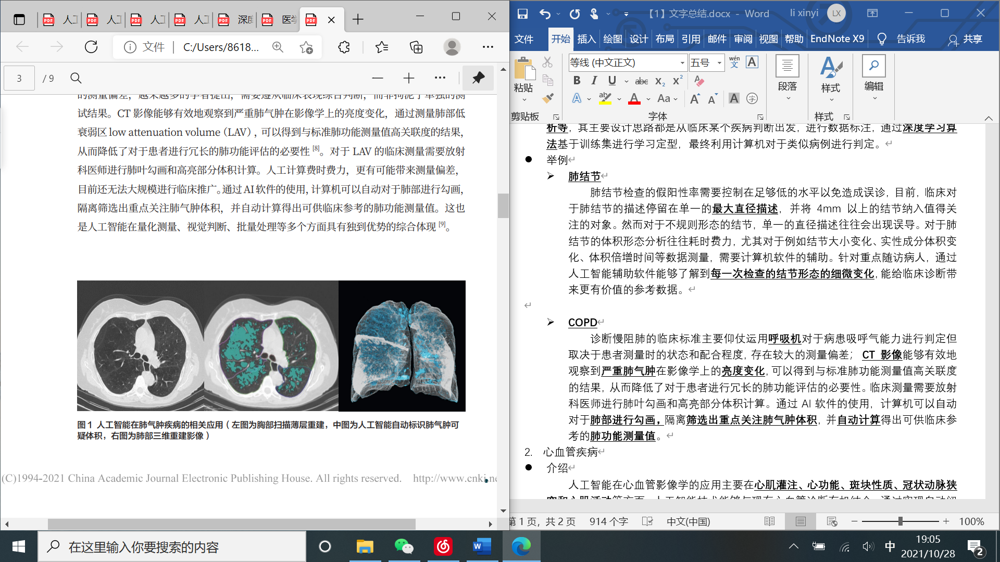 人工
人工
人工
人工
深度
医学
文件
C:/Users/8618...
3
/ 9
试结果。CT 影像能够有效地观察到严重肺气肿在影像学上的亮度变化，通过测量肺部低
衰弱区 low attenuation volume（LAV），可以得到与标准肺功能测量值高关联度的结果，
从而降低了对于患者进行冗长的肺功能评估的必要性 [8]。对于 LAV 的临床测量需要放射
科医师进行肺叶勾画和高亮部分体积计算。人工计算费时费力，更有可能带来测量偏差，
目前还无法大规模进行临床推广。通过 AI 软件的使用，计算机可以自动对于肺部进行勾画，
隔离筛选出重点关注肺气肿体积，并自动计算得出可供临床参考的肺功能测量值。这也
是人工智能在量化测量、视觉判断、批量处理等多个方面具有独到优势的综合体现 [9]。
图 1 人工智能在肺气肿疾病的相关应用（左图为胸部扫描薄层重建，中图为人工智能自动标识肺气肿可
疑体积，右图为肺部三维重建影像）
(C)1994-2021 China Academic Journal Electronic Publishing House. All rights reserved. http://www.cnki.ne
【1】文字总结.docx - Word
li xinyi
LX
文件 开始 插入 绘图 设计 布局 引用 邮件 审阅 视图 帮助 EndNote X9 告诉我 共享
粘贴
剪贴板
等线 (中文正文)
五号
wén
文
A
B I U abc X₂ X²
A A Aa A A A 字
字体
段落
样式
样式
编辑
析等，其主要设计思路都是从临床某个疾病判断出发，进行数据标注，通过深度学习算
法基于训练集进行学习定型，最终利用计算机对于类似病例进行判定。
● 举例
➢ 肺结节
肺结节检查的假阳性率需要控制在足够低的水平以免造成误诊，目前，临床对
于肺结节的描述停留在单一的最大直径描述，并将 4mm 以上的结节纳入值得关
注的对象。然而对于不规则形态的结节，单一的直径描述往往会出现误导。对于肺
结节的体积形态分析往往耗时费力，尤其对于例如结节大小变化、实性成分体积变
化、体积倍增时间等数据测量，需要计算机软件的辅助。针对重点随访病人，通过
人工智能辅助软件能够了解到每一次检查的结节形态的细微变化，能给临床诊断带
来更有价值的参考数据。
➢ COPD
诊断慢阻肺的临床标准主要仰仗运用呼吸机对于病患吸呼气能力进行判定但
取决于患者测量时的状态和配合程度，存在较大的测量偏差；CT 影像能够有效地
观察到严重肺气肿在影像学上的亮度变化，可以得到与标准肺功能测量值高关联度
的结果，从而降低了对于患者进行冗长的肺功能评估的必要性。临床测量需要放射
科医师进行肺叶勾画和高亮部分体积计算。通过 AI 软件的使用，计算机可以自动
对于肺部进行勾画，隔离筛选出重点关注肺气肿体积，并自动计算得出可供临床参
考的肺功能测量值。
2. 心血管疾病
● 介绍
人工智能在心血管影像学的应用主要在心肌灌注、心功能、斑块性质、冠状动脉狭
第 1 页，共 2 页 914 个字 中文(中国) 100%
在这里输入你要搜索的内容
中
19:05
2021/10/28
2